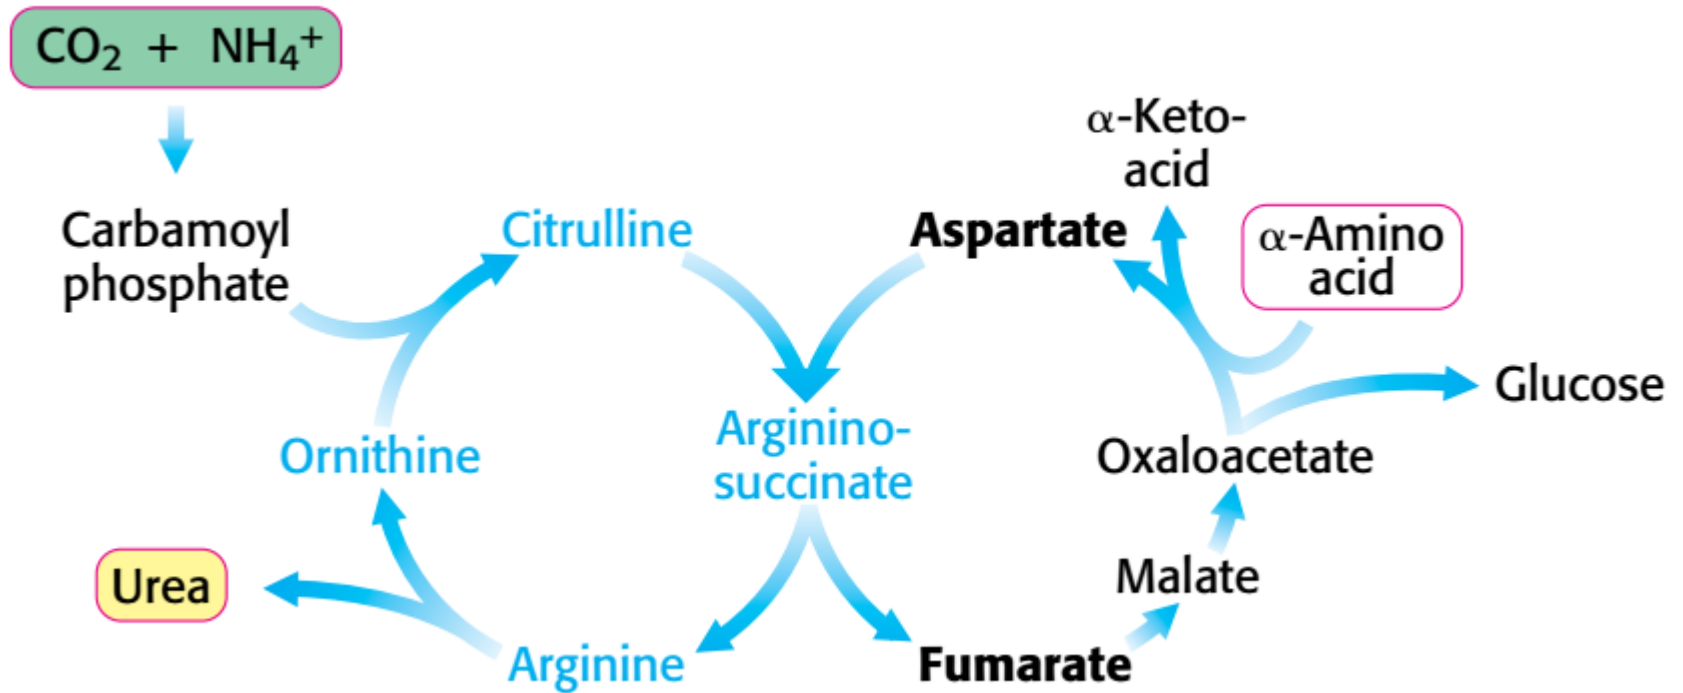 CO₂ + NH₄⁺
α-Keto-
acid
Carbamoyl
phosphate
Citrulline
Aspartate
α-Amino
acid
Glucose
Arginino-
succinate
Ornithine
Oxaloacetate
Urea
Malate
Arginine
Fumarate